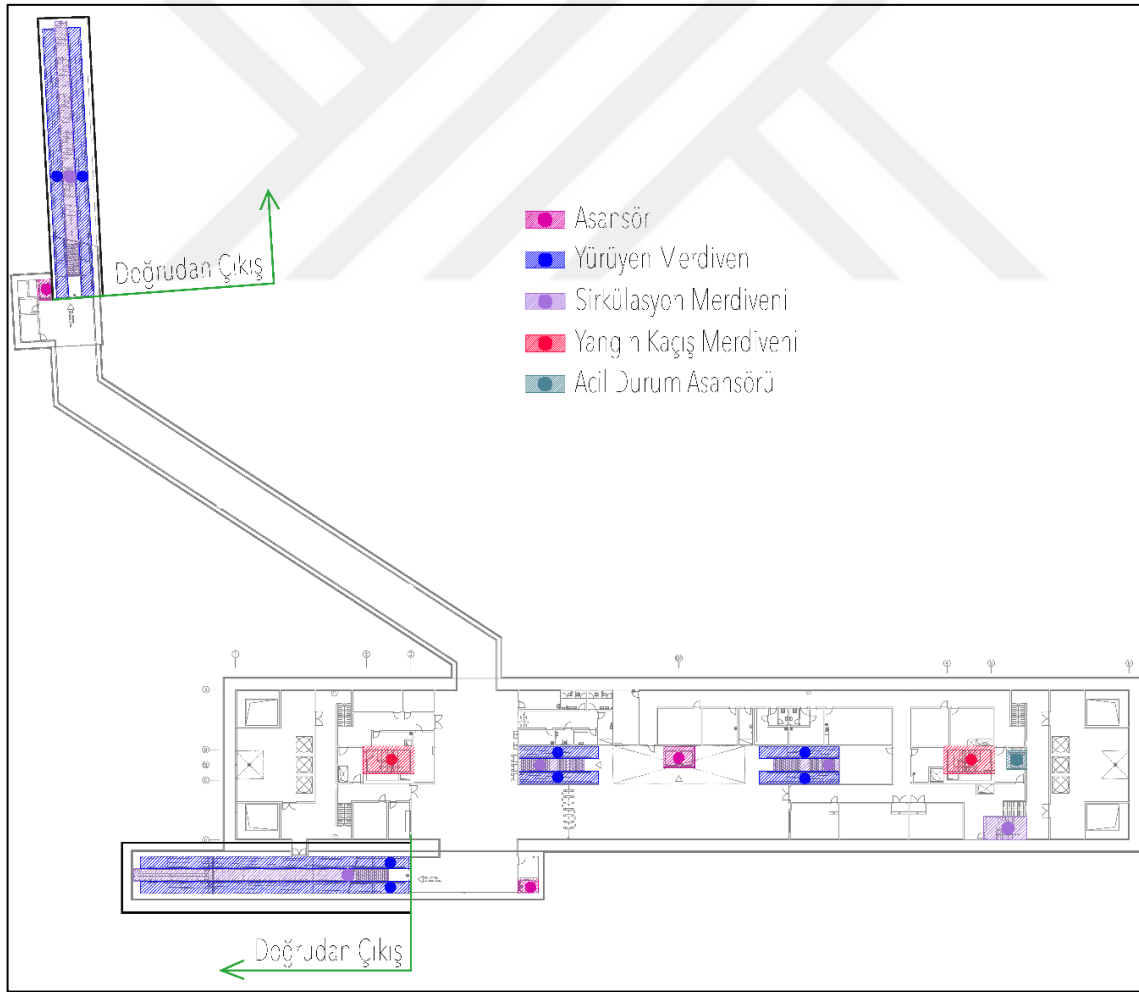 Doğrudan Çıkış
Asansör
Yürüyen Merdiven
Sirkülasyon Merdiveni
Yangın Kaçış Merdiveni
Acil Durum Asansörü
Doğrudan Çıkış